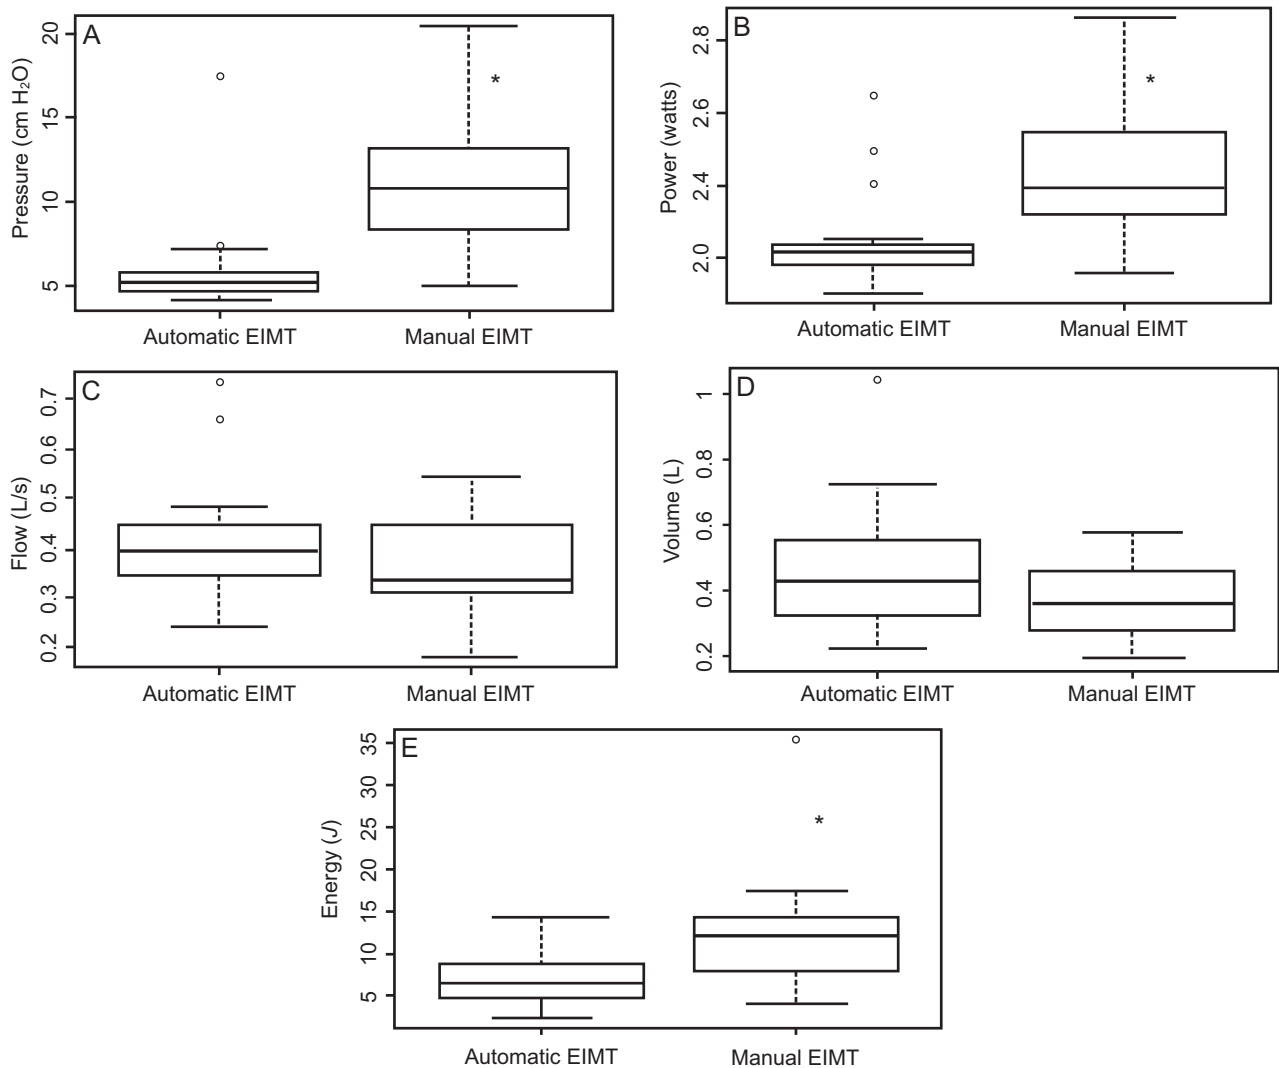 A
Pressure (cm H₂O)
20
15
10
5
*
Automatic EIMT
Manual EIMT
B
Power (watts)
2.8
2.6
2.4
2.0
*
Automatic EIMT
Manual EIMT
C
Flow (L/s)
0.7
0.6
0.5
0.4
0.3
0.2
Automatic EIMT
Manual EIMT
D
Volume (L)
1
0.8
0.6
0.4
0.2
Automatic EIMT
Manual EIMT
E
Energy (J)
35
30
25
20
15
10
5
*
Automatic EIMT
Manual EIMT